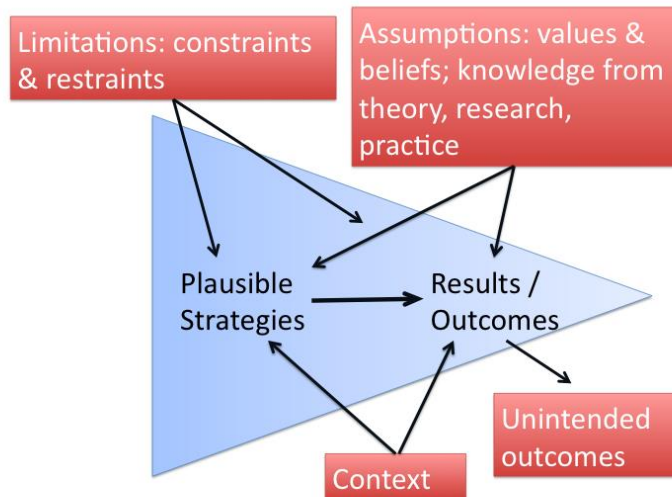 Limitations: constraints
& restraints
Assumptions: values &
beliefs; knowledge from
theory, research,
practice
Plausible
Strategies
Results /
Outcomes
Unintended
outcomes
Context